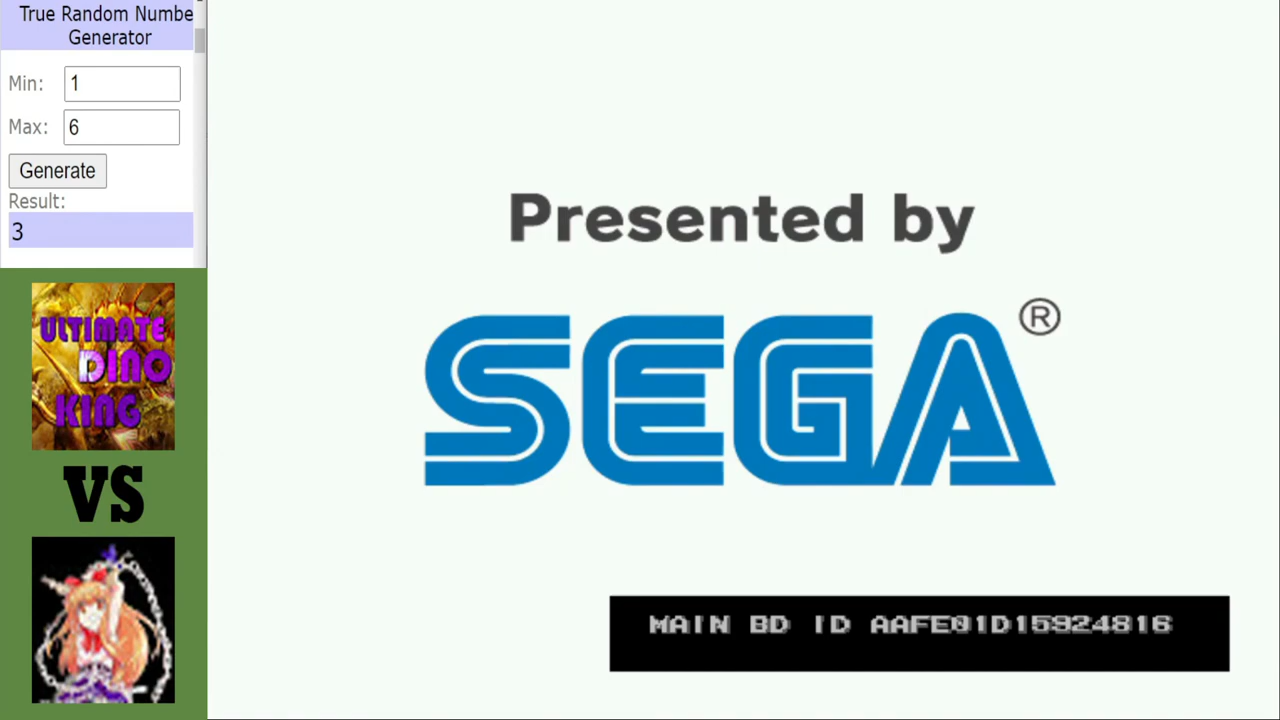 True Random Numbe
Generator
Min: 1
Max: 6
Generate
Result:
3
ULTIMATE
DINO
KING
VS
Presented by
SEGA®
MAIN BD ID AAFE01D15924816